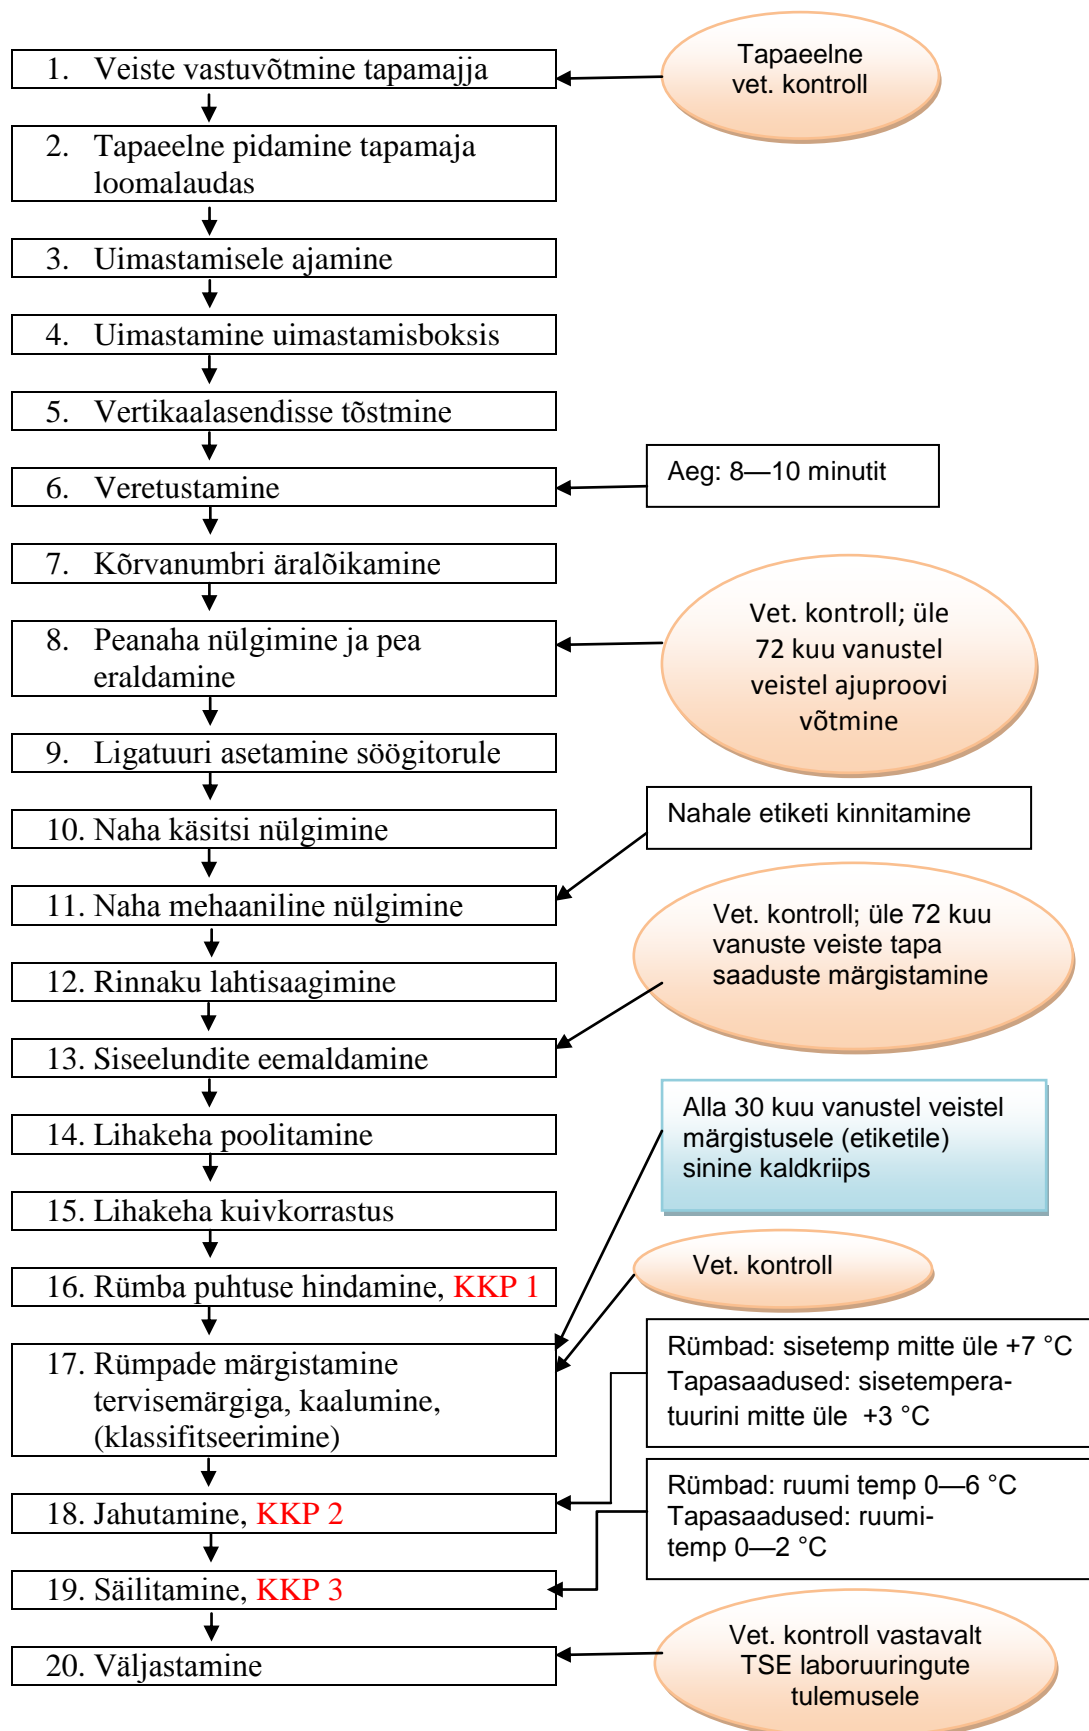 Tapaeelne
vet. kontroll
1. Veiste vastuvõtmine tapamajja
2. Tapaeelne pidamine tapamaja
loomalaudas
3. Uimastamisele ajamine
4. Uimastamine uimastamisboksis
5. Vertikaalasendisse tõstmine
6. Veretustamine
Aeg: 8—10 minutit
7. Kõrvanumbri äralõikamine
8. Peanaha nülgimine ja pea
eraldamine
Vet. kontroll; üle
72 kuu vanustel
veistel ajuproovi
võtmine
9. Ligatuuri asetamine söögitorule
10. Naha käsitsi nülgimine
Nahale etiketi kinnitamine
11. Naha mehaaniline nülgimine
Vet. kontroll; üle 72 kuu
vanuste veiste tapa
saaduste märgistamine
12. Rinnaku lahtisaagimine
13. Siseelundite eemaldamine
14. Lihakeha poolitamine
Alla 30 kuu vanustel veistel
märgistusele (etiketile)
sinine kaldkriips
15. Lihakeha kuivkorrastus
16. Rümba puhtuse hindamine, KKP 1
Vet. kontroll
17. Rümpade märgistamine
tervisemärgiga, kaalumine,
(klassifitseerimine)
Rümbad: sisetemp mitte üle +7 °C
Tapasaadused: sisetempera-
tuurini mitte üle +3 °C
18. Jahutamine, KKP 2
Rümbad: ruumi temp 0—6 °C
Tapasaadused: ruumi-
temp 0—2 °C
19. Säilitamine, KKP 3
20. Väljastamine
Vet. kontroll vastavalt
TSE laboruuringute
tulemusele